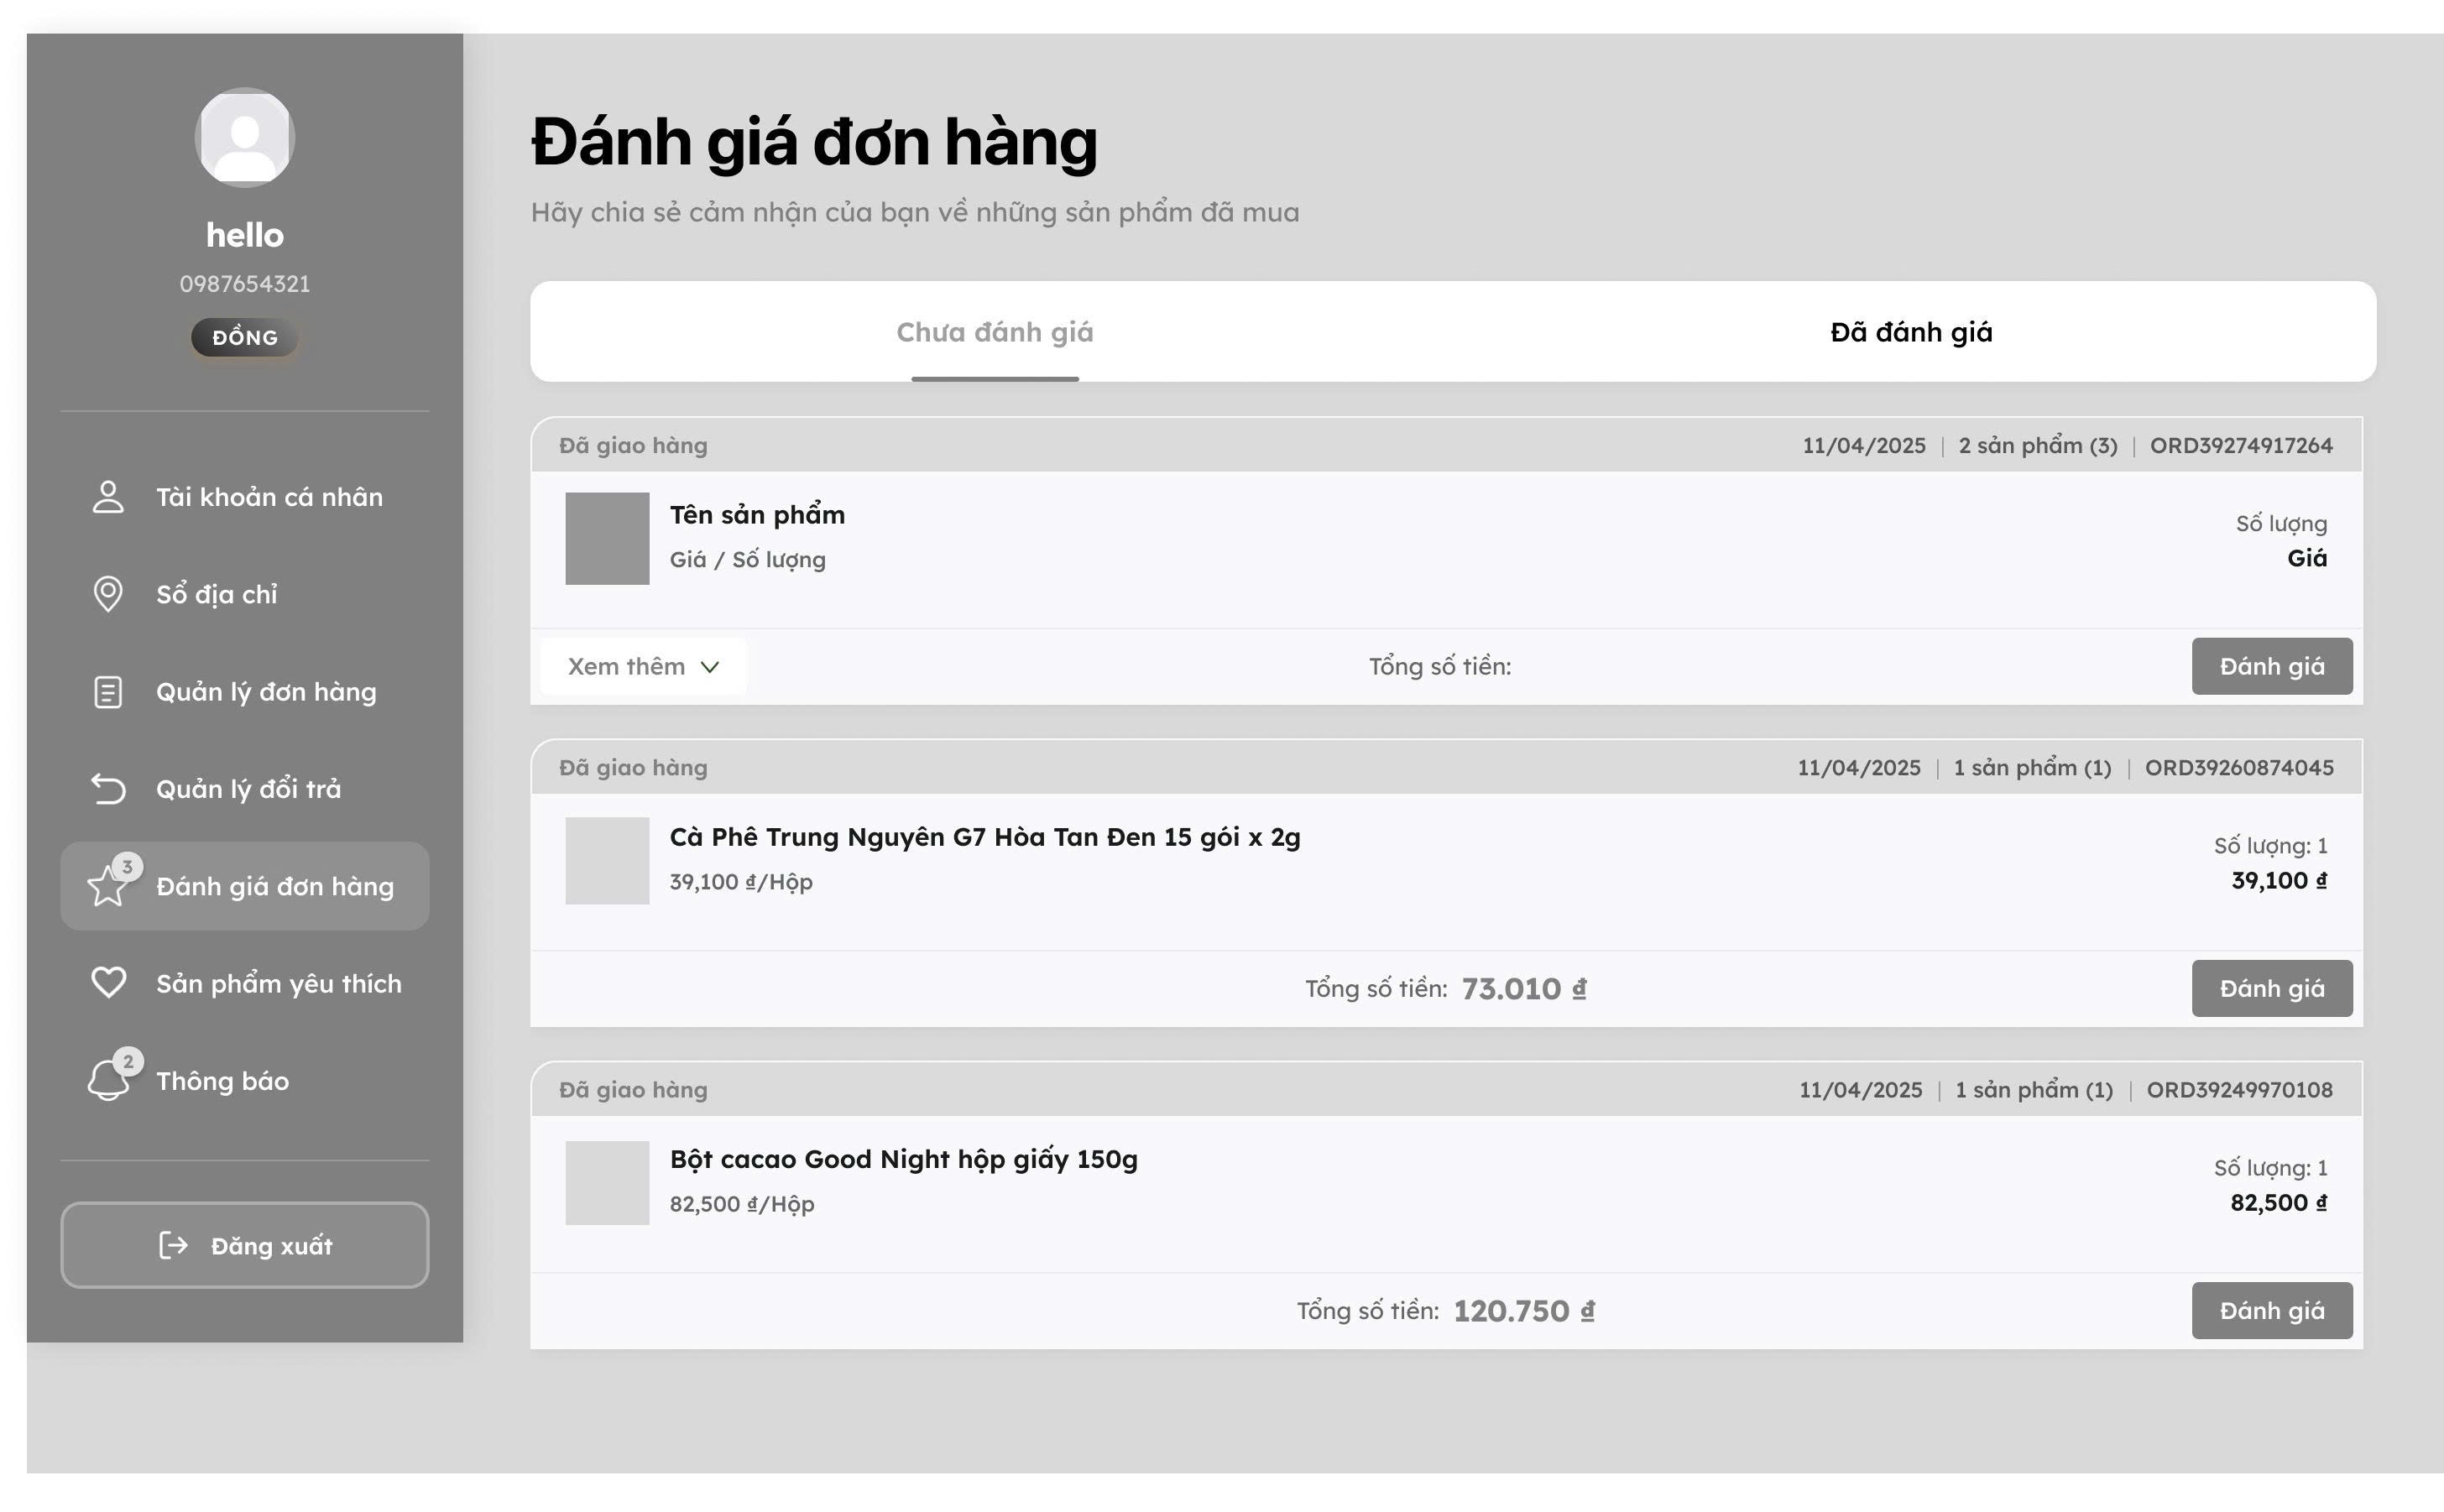 hello
0987654321
ĐỒNG
Tài khoản cá nhân
Sổ địa chỉ
Quản lý đơn hàng
Quản lý đổi trả
3
Đánh giá đơn hàng
Sản phẩm yêu thích
2
Thông báo
Đăng xuất
Đánh giá đơn hàng
Hãy chia sẻ cảm nhận của bạn về những sản phẩm đã mua
Chưa đánh giá
Đã đánh giá
Đã giao hàng
11/04/2025 | 2 sản phẩm (3) | ORD39274917264
Tên sản phẩm
Giá / Số lượng
Số lượng
Giá
Xem thêm
Tổng số tiền:
Đánh giá
Đã giao hàng
11/04/2025 | 1 sản phẩm (1) | ORD39260874045
Cà Phê Trung Nguyên G7 Hòa Tan Đen 15 gói x 2g
39,100 ₫/Hộp
Số lượng: 1
39,100 ₫
Tổng số tiền: 73.010 ₫
Đánh giá
Đã giao hàng
11/04/2025 | 1 sản phẩm (1) | ORD39249970108
Bột cacao Good Night hộp giấy 150g
82,500 ₫/Hộp
Số lượng: 1
82,500 ₫
Tổng số tiền: 120.750 ₫
Đánh giá